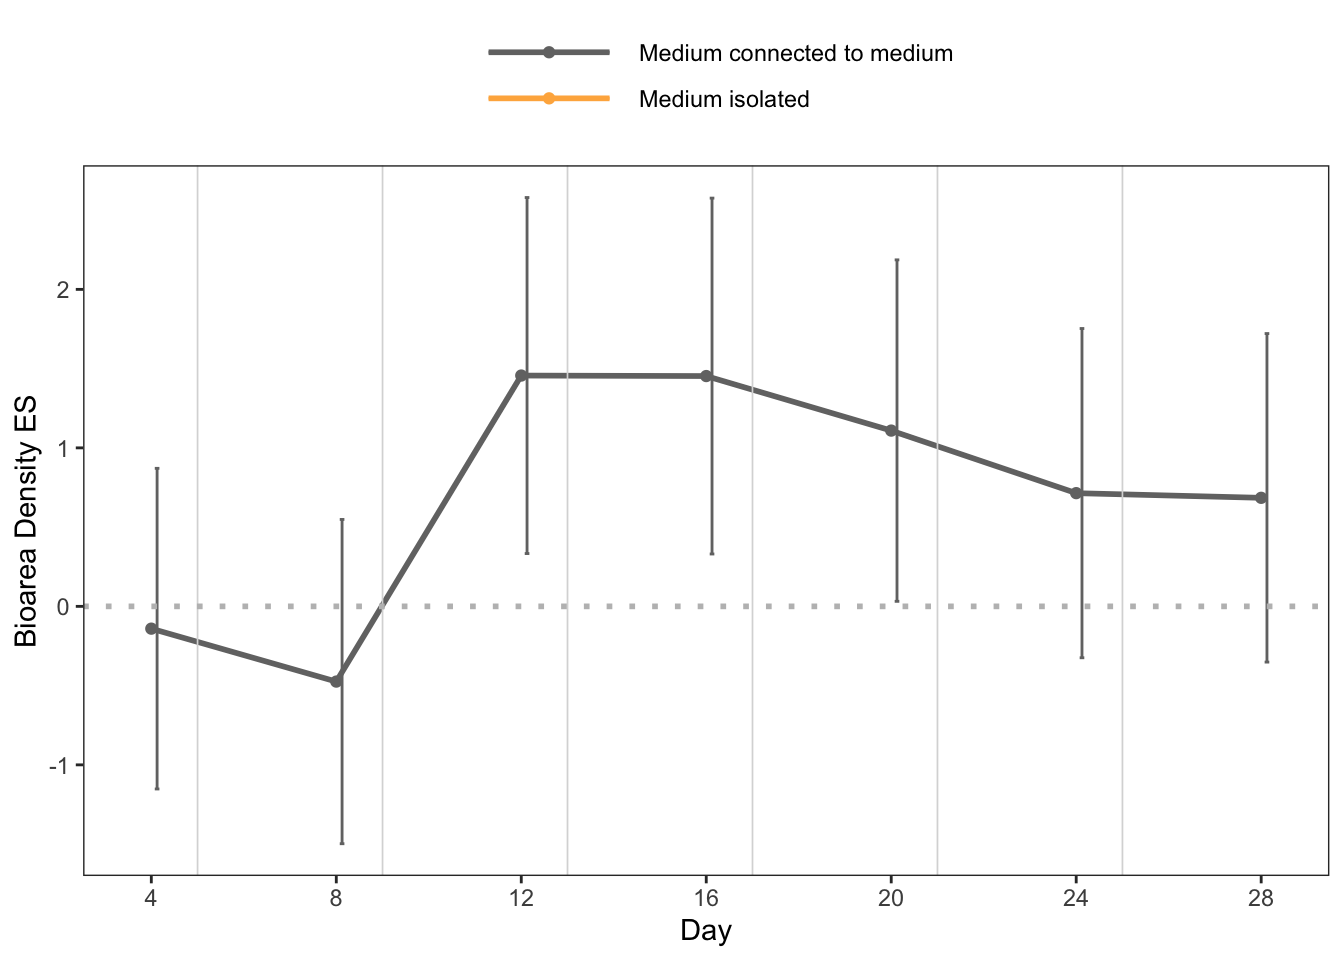 Medium connected to medium
Medium isolated
Bioarea Density ES
2
1
0
-1
4 8 12 16 20 24 28
Day